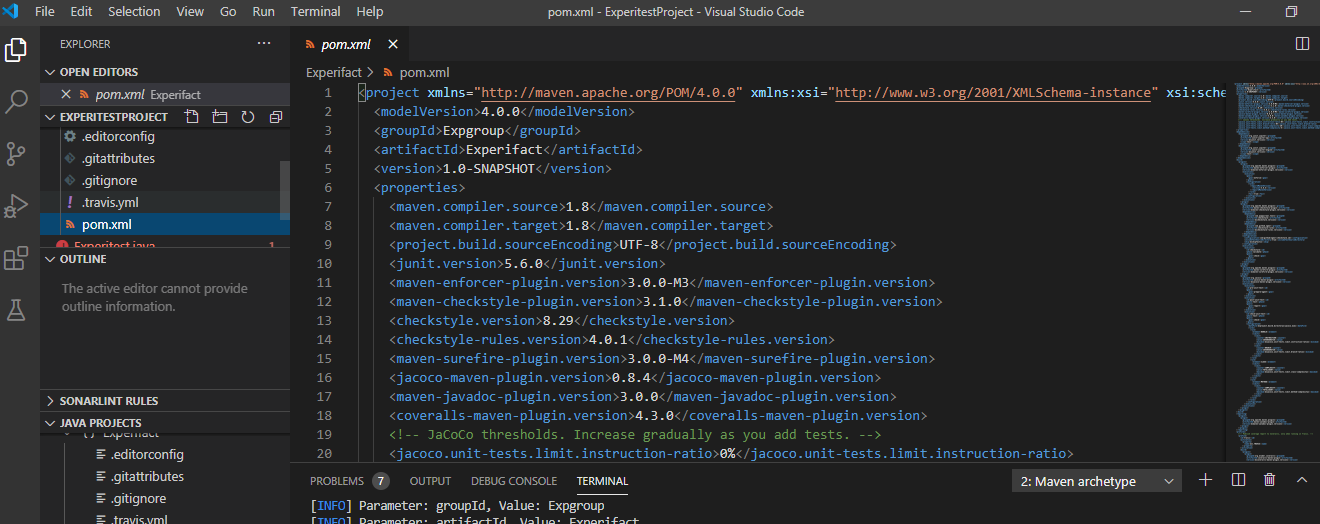 File Edit Selection View Go Run Terminal Help pom.xml - ExperitestProject - Visual Studio Code
EXPLORER ···
OPEN EDITORS
pom.xml Experifact
EXPERITESTPROJECT
.editorconfig
.gitattributes
.gitignore
! .travis.yml
pom.xml
Experitest.java 1
OUTLINE
The active editor cannot provide
outline information.
SONARLINT RULES
JAVA PROJECTS
{} Experifact
.editorconfig
.gitattributes
.gitignore
.travis.yml
pom.xml
Experifact > pom.xml
1 <project xmlns="http://maven.apache.org/POM/4.0.0" xmlns:xsi="http://www.w3.org/2001/XMLSchema-instance" xsi:sche
2 <modelVersion>4.0.0</modelVersion>
3 <groupId>Expgroup</groupId>
4 <artifactId>Experifact</artifactId>
5 <version>1.0-SNAPSHOT</version>
6 <properties>
7 <maven.compiler.source>1.8</maven.compiler.source>
8 <maven.compiler.target>1.8</maven.compiler.target>
9 <project.build.sourceEncoding>UTF-8</project.build.sourceEncoding>
10 <junit.version>5.6.0</junit.version>
11 <maven-enforcer-plugin.version>3.0.0-M3</maven-enforcer-plugin.version>
12 <maven-checkstyle-plugin.version>3.1.0</maven-checkstyle-plugin.version>
13 <checkstyle.version>8.29</checkstyle.version>
14 <checkstyle-rules.version>4.0.1</checkstyle-rules.version>
15 <maven-surefire-plugin.version>3.0.0-M4</maven-surefire-plugin.version>
16 <jacoco-maven-plugin.version>0.8.4</jacoco-maven-plugin.version>
17 <maven-javadoc-plugin.version>3.0.0</maven-javadoc-plugin.version>
18 <coveralls-maven-plugin.version>4.3.0</coveralls-maven-plugin.version>
19 <!-- JaCoCo thresholds. Increase gradually as you add tests. -->
20 <jacoco.unit-tests.limit.instruction-ratio>0%</jacoco.unit-tests.limit.instruction-ratio>
PROBLEMS 7 OUTPUT DEBUG CONSOLE TERMINAL 2: Maven archetype
[INFO] Parameter: groupId, Value: Expgroup
[INFO] Parameter: artifactId, Value: Experifact